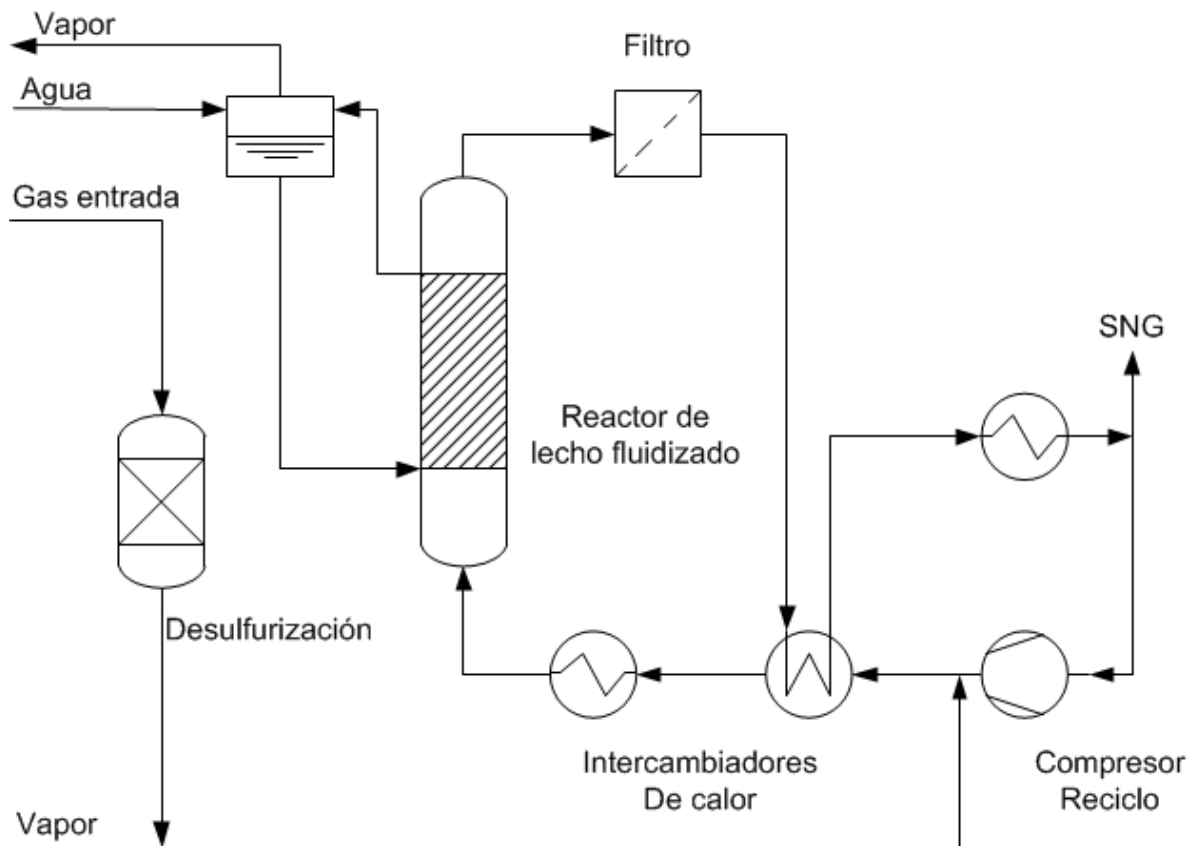 Vapor
Agua
Gas entrada
Filtro
SNG
Reactor de
lecho fluidizado
Desulfurización
Intercambiadores
De calor
Compresor
Reciclo
Vapor